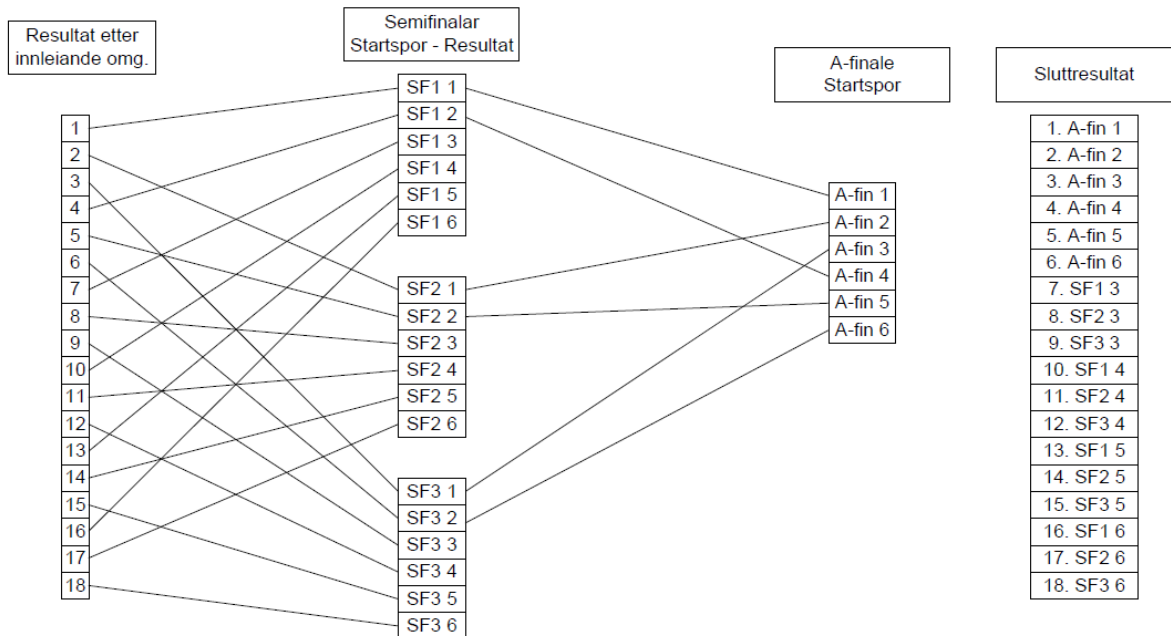 Resultat etter
innleiande omg.
1
2
3
4
5
6
7
8
9
10
11
12
13
14
15
16
17
18
Semifinalar
Startspor - Resultat
SF1 1
SF1 2
SF1 3
SF1 4
SF1 5
SF1 6
SF2 1
SF2 2
SF2 3
SF2 4
SF2 5
SF2 6
SF3 1
SF3 2
SF3 3
SF3 4
SF3 5
SF3 6
A-finale
Startspor
A-fin 1
A-fin 2
A-fin 3
A-fin 4
A-fin 5
A-fin 6
Sluttresultat
1. A-fin 1
2. A-fin 2
3. A-fin 3
4. A-fin 4
5. A-fin 5
6. A-fin 6
7. SF1 3
8. SF2 3
9. SF3 3
10. SF1 4
11. SF2 4
12. SF3 4
13. SF1 5
14. SF2 5
15. SF3 5
16. SF1 6
17. SF2 6
18. SF3 6